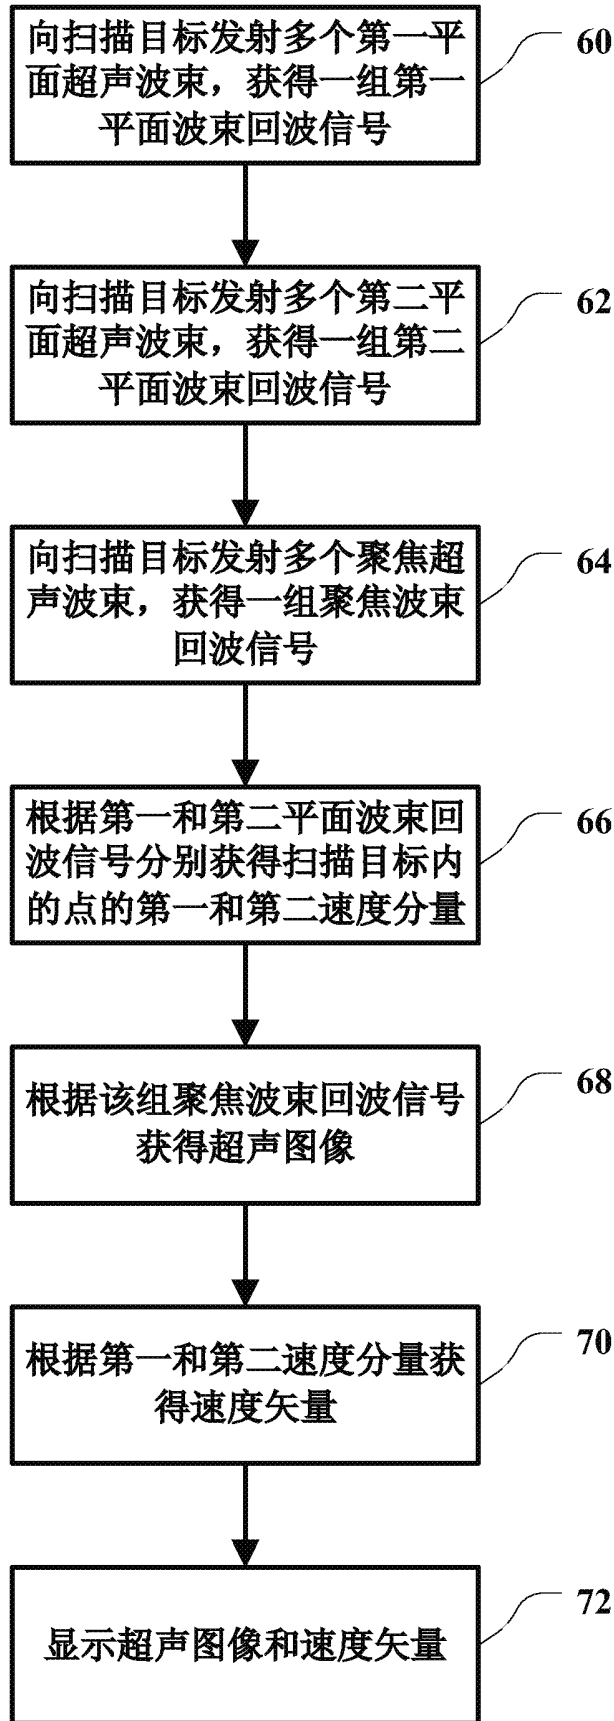 向扫描目标发射多个第一平
面超声波束，获得一组第一
平面波束回波信号
60
向扫描目标发射多个第二平
面超声波束，获得一组第二
平面波束回波信号
62
向扫描目标发射多个聚焦超
声波束，获得一组聚焦波束
回波信号
64
根据第一和第二平面波束回
波信号分别获得扫描目标内
的点的第一和第二速度分量
66
根据该组聚焦波束回波信号
获得超声图像
68
根据第一和第二速度分量获
得速度矢量
70
显示超声图像和速度矢量
72